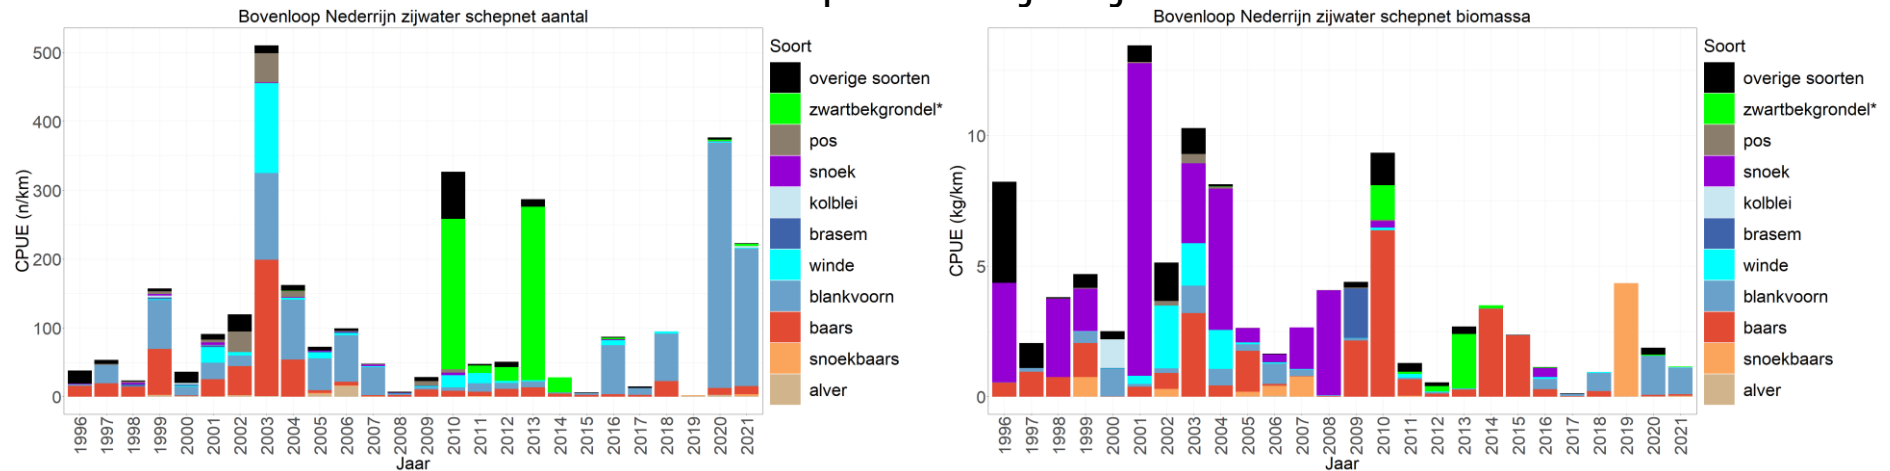 Bovenloop Nederrijn zijwater schepnet aantal
CPUE (n/km)
500
400
300
200
100
0
1996 1997 1998 1999 2000 2001 2002 2003 2004 2005 2006 2007 2008 2009 2010 2011 2012 2013 2014 2015 2016 2017 2018 2019 2020 2021
Jaar
Soort
overige soorten
zwartbekgrondel*
pos
snoek
kolblei
brasem
winde
blankvoorn
baars
snoekbaars
alver
Bovenloop Nederrijn zijwater schepnet biomassa
CPUE (kg/km)
10
5
0
1996 1997 1998 1999 2000 2001 2002 2003 2004 2005 2006 2007 2008 2009 2010 2011 2012 2013 2014 2015 2016 2017 2018 2019 2020 2021
Jaar
Soort
overige soorten
zwartbekgrondel*
pos
snoek
kolblei
brasem
winde
blankvoorn
baars
snoekbaars
alver